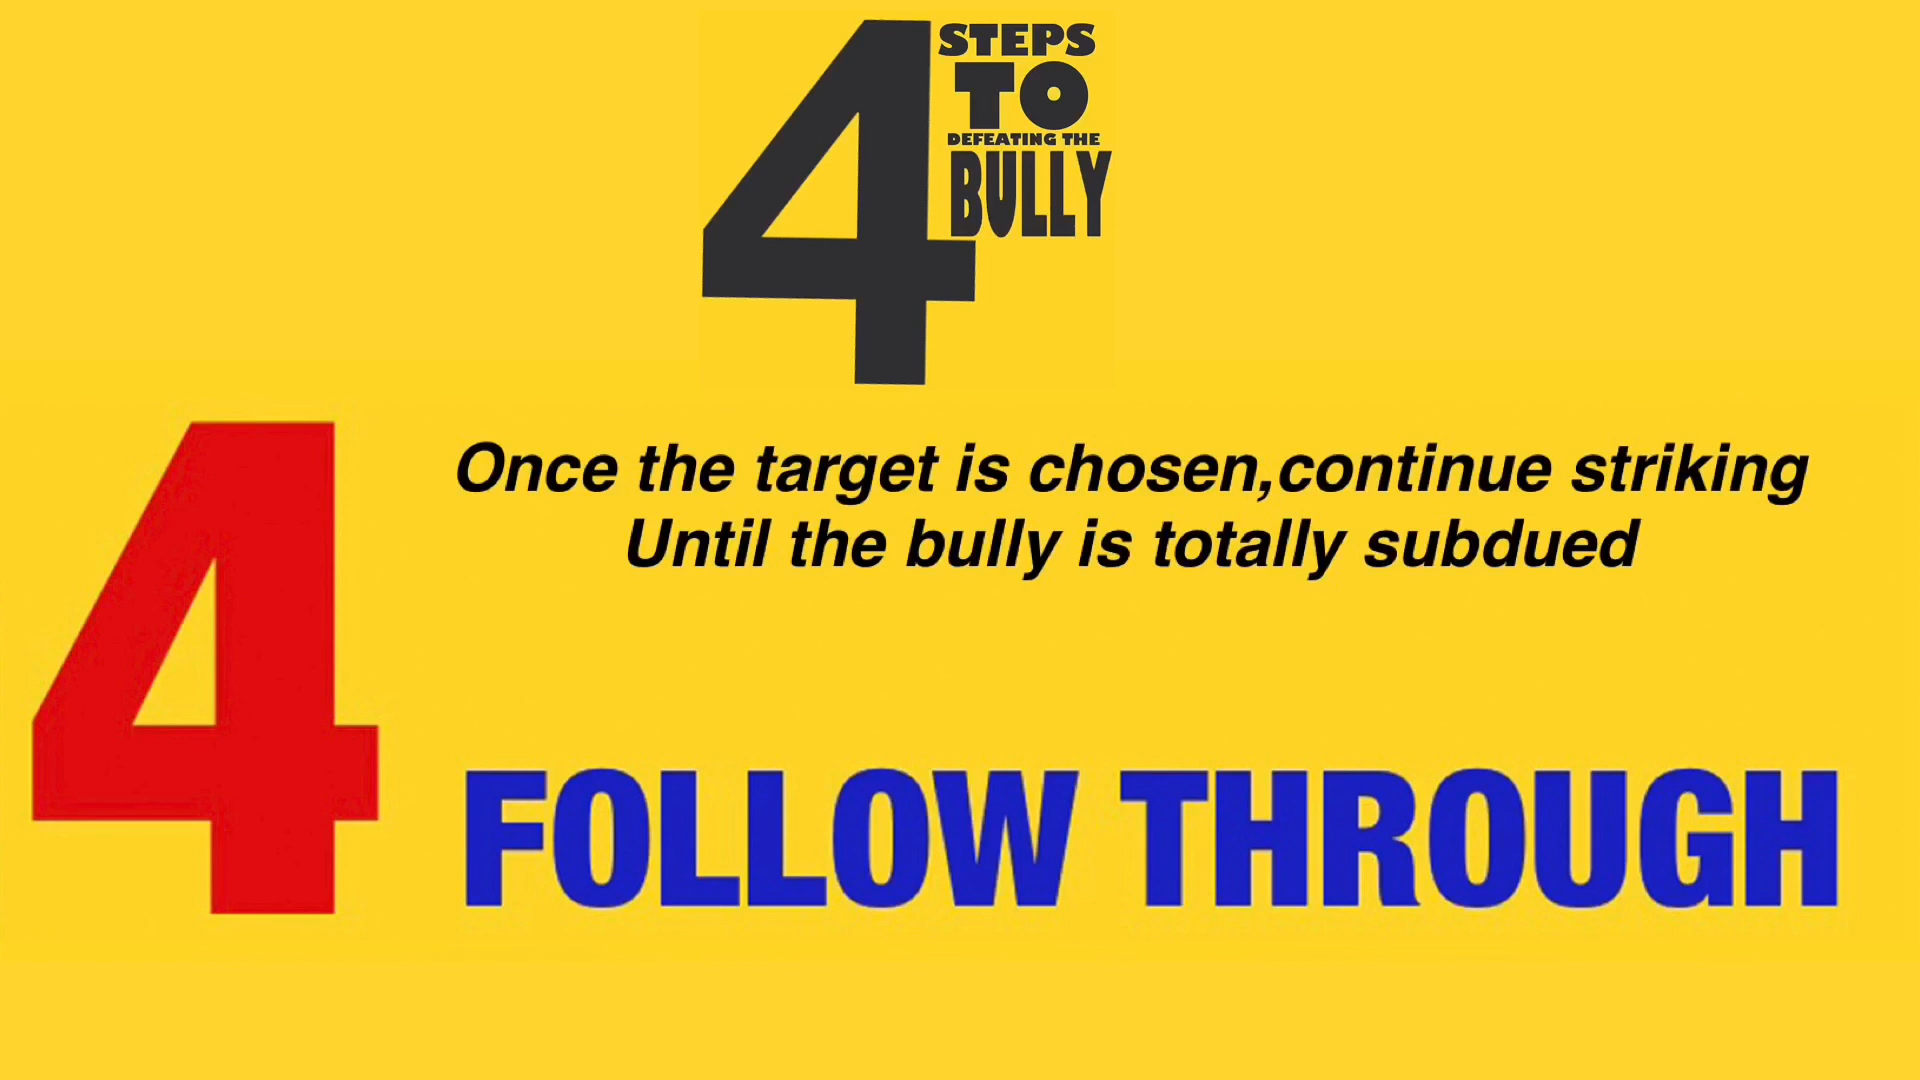 4 STEPS
TO
DEFEATING THE
BULLY
4
Once the target is chosen,continue striking
Until the bully is totally subdued
FOLLOW THROUGH